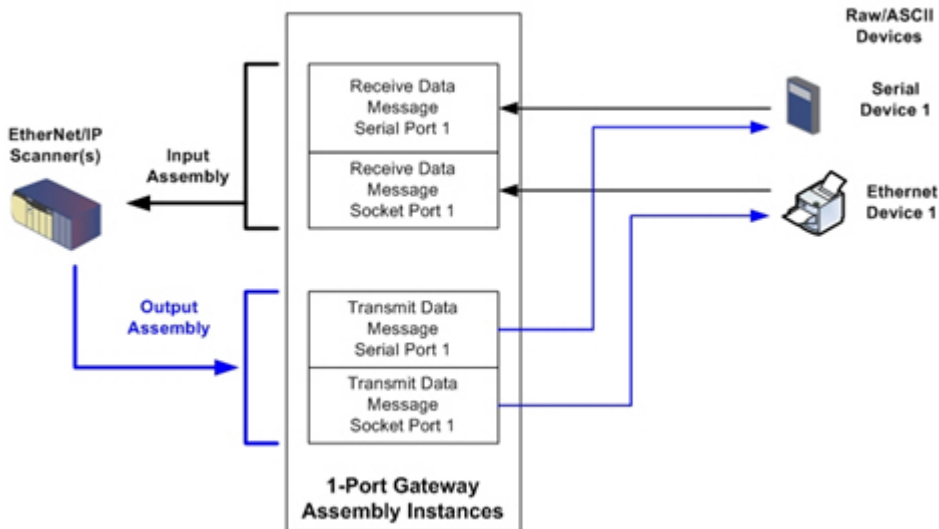 Raw/ASCII
Devices
Receive Data
Message
Serial Port 1
Serial
Device 1
EtherNet/IP
Scanner(s)
Input
Assembly
Receive Data
Message
Socket Port 1
Ethernet
Device 1
Output
Assembly
Transmit Data
Message
Serial Port 1
Transmit Data
Message
Socket Port 1
1-Port Gateway
Assembly Instances